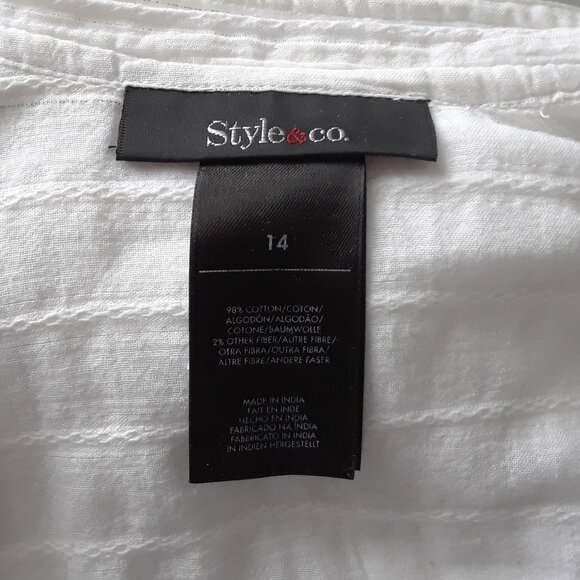 Style&co.
14
98% COTTON/COTON/
ALGODÓN/ALGODÃO/
COTONE/BAUMWOLLE
2% OTHER FIBER/AUTRE FIBRE/
OTRA FIBRA/OUTRA FIBRA/
ALTRE FIBRE/ANDERE FASER
MADE IN INDIA
FAIT EN INDE
HECHO EN INDIA
FABRICADO NA ÍNDIA
FABBRICATO IN INDIA
IN INDIEN HERGESTELLT